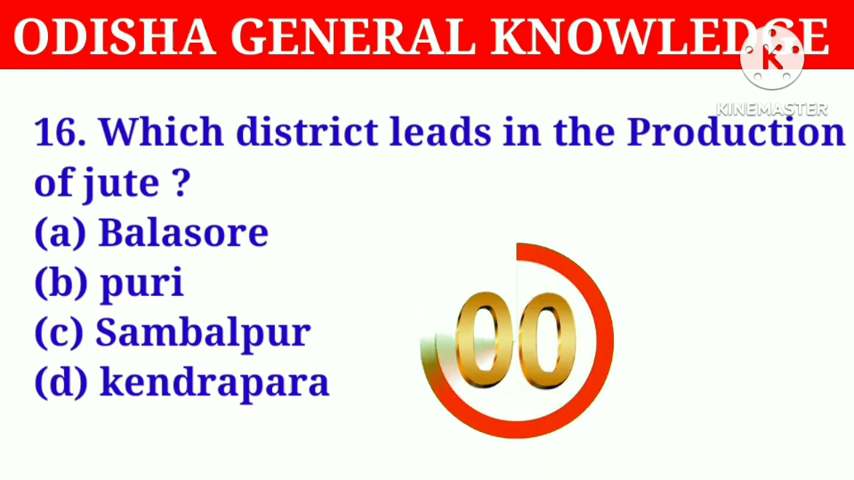 ODISHA GENERAL KNOWLEDGE
K
KINEMASTER
16. Which district leads in the Production
of jute ?
(a) Balasore
(b) puri
(c) Sambalpur
(d) kendrapara
00